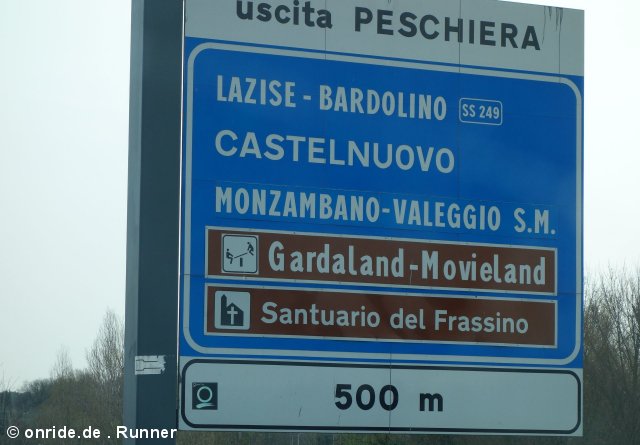 uscita PESCHIERA
LAZISE - BARDOLINO SS 249
CASTELNUOVO
MONZAMBANO-VALEGGIO S.M.
Gardaland-Movieland
Santuario del Frassino
500 m
© onride.de . Runner